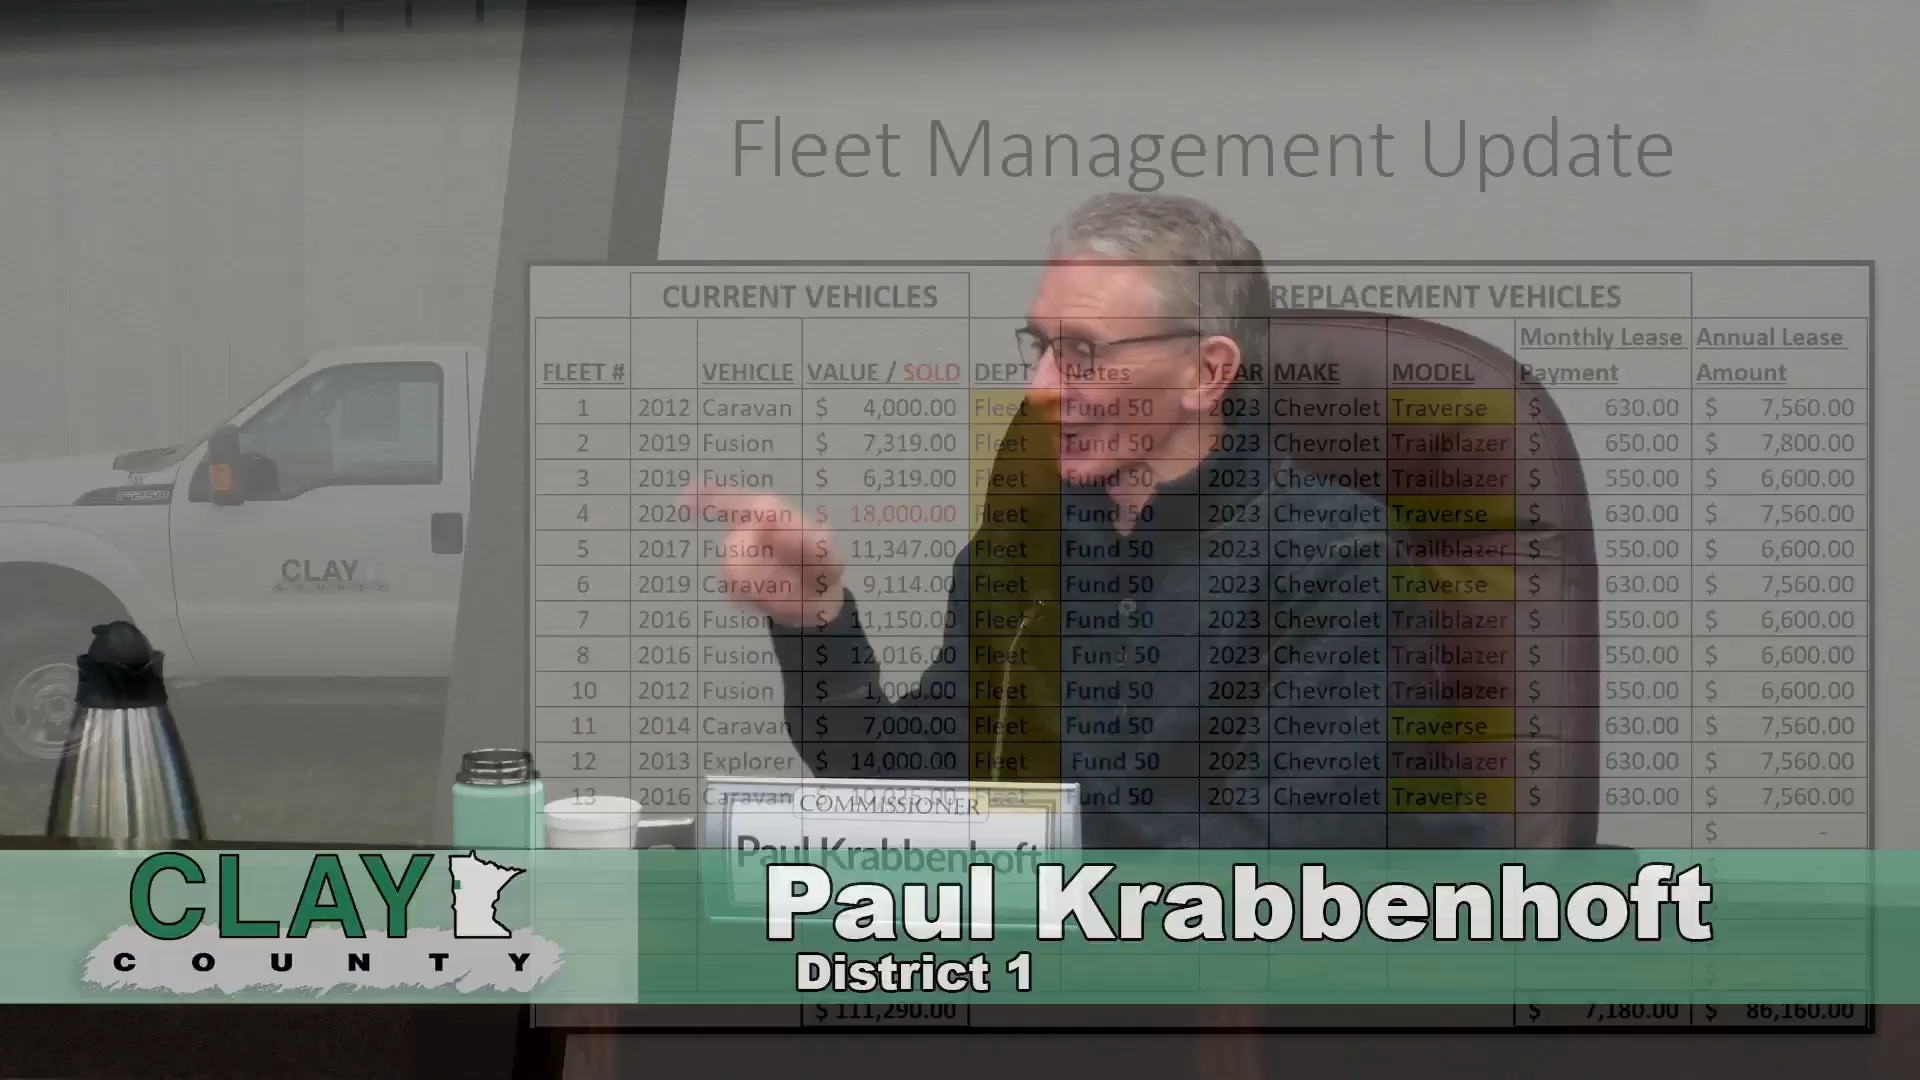 Fleet Management Update
CURRENT VEHICLES REPLACEMENT VEHICLES
FLEET # VEHICLE VALUE / SOLD DEPT Notes YEAR MAKE MODEL Monthly Lease Payment Annual Lease Amount
1 2012 Caravan $ 4,000.00 Fleet Fund 50 2023 Chevrolet Traverse $ 630.00 $ 7,560.00
2 2019 Fusion $ 7,319.00 Fleet Fund 50 2023 Chevrolet Trailblazer $ 650.00 $ 7,800.00
3 2019 Fusion $ 6,319.00 Fleet Fund 50 2023 Chevrolet Trailblazer $ 550.00 $ 6,600.00
4 2020 Caravan $ 18,000.00 Fleet Fund 50 2023 Chevrolet Traverse $ 630.00 $ 7,560.00
5 2017 Fusion $ 11,347.00 Fleet Fund 50 2023 Chevrolet Trailblazer $ 550.00 $ 6,600.00
6 2019 Caravan $ 9,114.00 Fleet Fund 50 2023 Chevrolet Traverse $ 630.00 $ 7,560.00
7 2016 Fusion $ 11,150.00 Fleet Fund 50 2023 Chevrolet Trailblazer $ 550.00 $ 6,600.00
8 2016 Fusion $ 12,016.00 Fleet Fund 50 2023 Chevrolet Trailblazer $ 550.00 $ 6,600.00
10 2012 Fusion $ 1,000.00 Fleet Fund 50 2023 Chevrolet Trailblazer $ 550.00 $ 6,600.00
11 2014 Caravan $ 7,000.00 Fleet Fund 50 2023 Chevrolet Traverse $ 630.00 $ 7,560.00
12 2013 Explorer $ 14,000.00 Fleet Fund 50 2023 Chevrolet Trailblazer $ 630.00 $ 7,560.00
13 2016 Caravan $ 10,025.00 Fleet Fund 50 2023 Chevrolet Traverse $ 630.00 $ 7,560.00
$ -
$ 111,290.00 $ 7,180.00 $ 86,160.00
F-250
CLAY
COUNTY
COMMISSIONER
Paul Krabbenhoft
CLAY
COUNTY
Paul Krabbenhoft
District 1